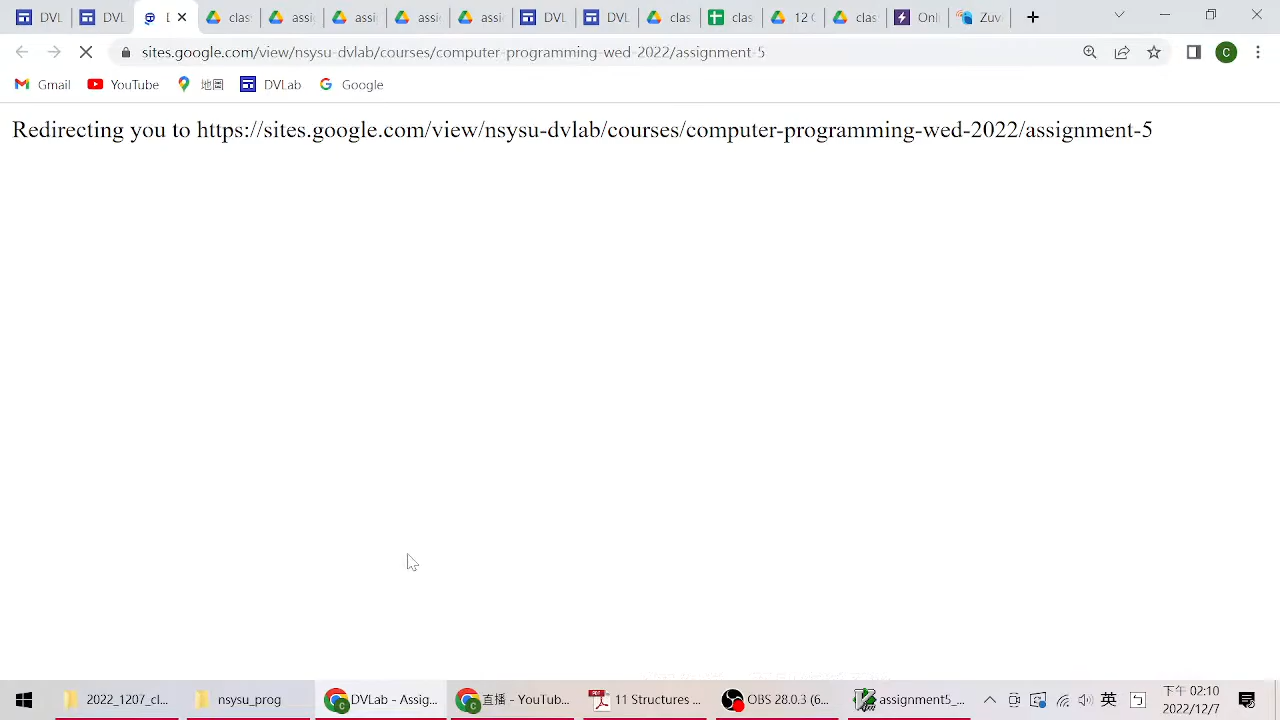 DVL
DVL
clas
assi
assi
assi
assi
DVL
DVL
clas
clas
12.
clas
Onl
Zuv
sites.google.com/view/nsysu-dvlab/courses/computer-programming-wed-2022/assignment-5
C
Gmail
YouTube
地圖
DVLab
Google
Redirecting you to https://sites.google.com/view/nsysu-dvlab/courses/computer-programming-wed-2022/assignment-5
2022_1207_cl...
nsysu_prog
DVLab - Assig...
直播 - YouTub...
11 Structures ...
OBS 28.0.3 (6...
assignment5_...
英
下午 02:10
2022/12/7